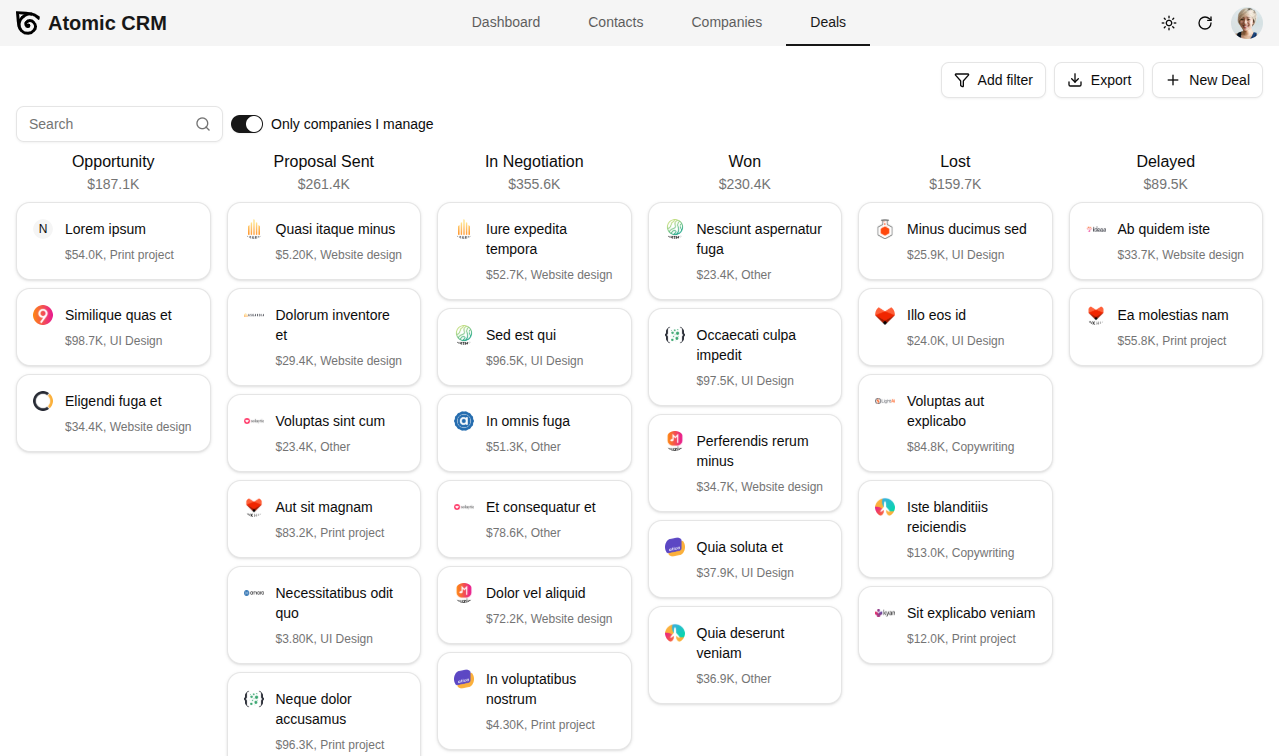 Atomic CRM
Dashboard
Contacts
Companies
Deals
Add filter
Export
New Deal
Search
Only companies I manage
Opportunity
$187.1K
N
Lorem ipsum
$54.0K, Print project
Similique quas et
$98.7K, UI Design
Eligendi fuga et
$34.4K, Website design
Proposal Sent
$261.4K
Quasi itaque minus
$5.20K, Website design
Dolorum inventore
et
$29.4K, Website design
Voluptas sint cum
$23.4K, Other
Aut sit magnam
$83.2K, Print project
Necessitatibus odit
quo
$3.80K, UI Design
Neque dolor
accusamus
$96.3K, Print project
In Negotiation
$355.6K
Iure expedita
tempora
$52.7K, Website design
Sed est qui
$96.5K, UI Design
In omnis fuga
$51.3K, Other
Et consequatur et
$78.6K, Other
Dolor vel aliquid
$72.2K, Website design
In voluptatibus
nostrum
$4.30K, Print project
Won
$230.4K
Nesciunt aspernatur
fuga
$23.4K, Other
Occaecati culpa
impedit
$97.5K, UI Design
Perferendis rerum
minus
$34.7K, Website design
Quia soluta et
$37.9K, UI Design
Quia deserunt
veniam
$36.9K, Other
Lost
$159.7K
Minus ducimus sed
$25.9K, UI Design
Illo eos id
$24.0K, UI Design
Voluptas aut
explicabo
$84.8K, Copywriting
Iste blanditiis
reiciendis
$13.0K, Copywriting
kyan
Sit explicabo veniam
$12.0K, Print project
Delayed
$89.5K
Ab quidem iste
$33.7K, Website design
Ea molestias nam
$55.8K, Print project